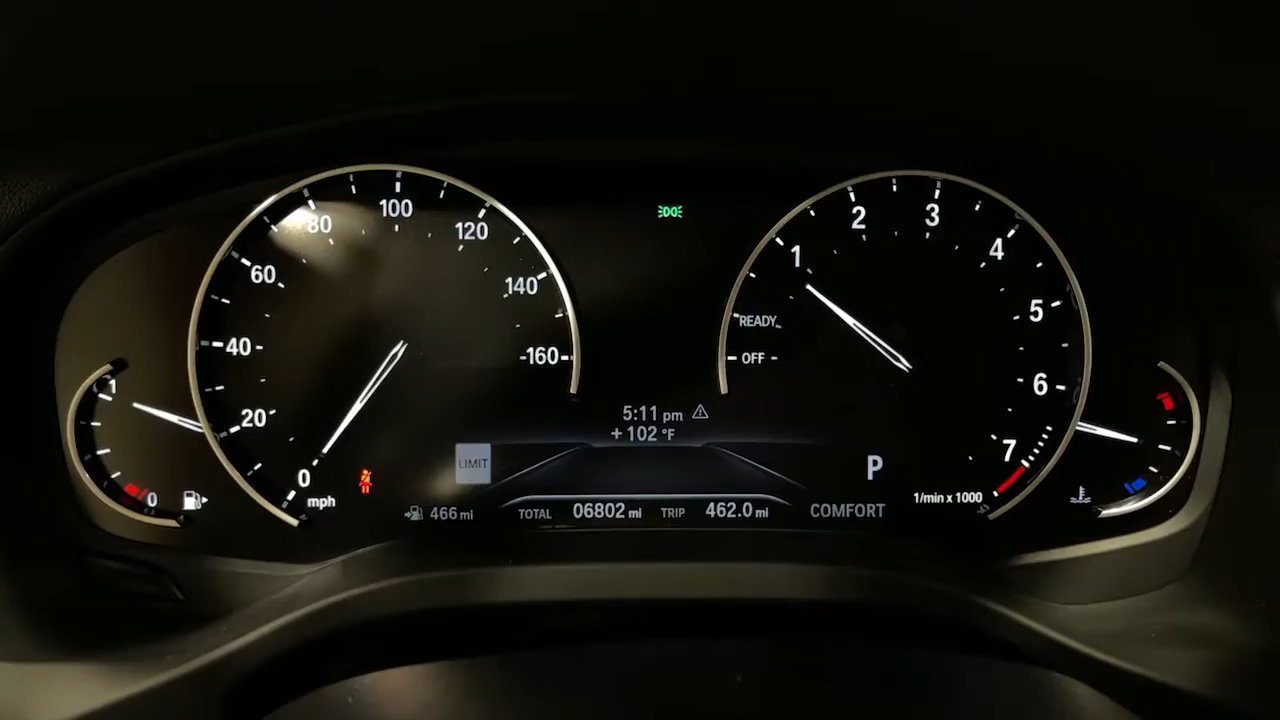 0
20
40
60
80
100
120
140
160
mph
1
0
LIMIT
466 mi
5:11 pm
+ 102 °F
TOTAL 06802 mi TRIP 462.0 mi
OFF
READY
1
2
3
4
5
6
7
1/min x 1000
P
COMFORT